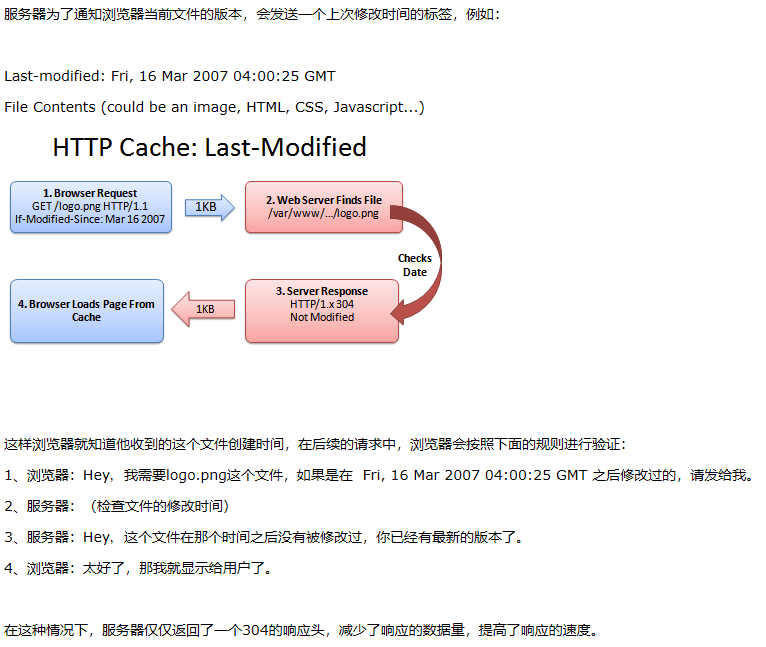 服务器为了通知浏览器当前文件的版本，会发送一个上次修改时间的标签，例如：
Last-modified: Fri, 16 Mar 2007 04:00:25 GMT
File Contents (could be an image, HTML, CSS, Javascript...)
HTTP Cache: Last-Modified
1. Browser Request
GET /logo.png HTTP/1.1
If-Modified-Since: Mar 16 2007
1KB
2. Web Server Finds File
/var/www/.../logo.png
Checks
Date
3. Server Response
HTTP/1.x 304
Not Modified
1KB
4. Browser Loads Page From
Cache
这样浏览器就知道他收到的这个文件创建时间，在后续的请求中，浏览器会按照下面的规则进行验证：
1、浏览器：Hey，我需要logo.png这个文件，如果是在 Fri, 16 Mar 2007 04:00:25 GMT 之后修改过的，请发给我。
2、服务器：（检查文件的修改时间）
3、服务器：Hey，这个文件在那个时间之后没有被修改过，你已经有最新的版本了。
4、浏览器：太好了，那我就显示给用户了。
在这种情况下，服务器仅仅返回了一个304的响应头，减少了响应的数据量，提高了响应的速度。